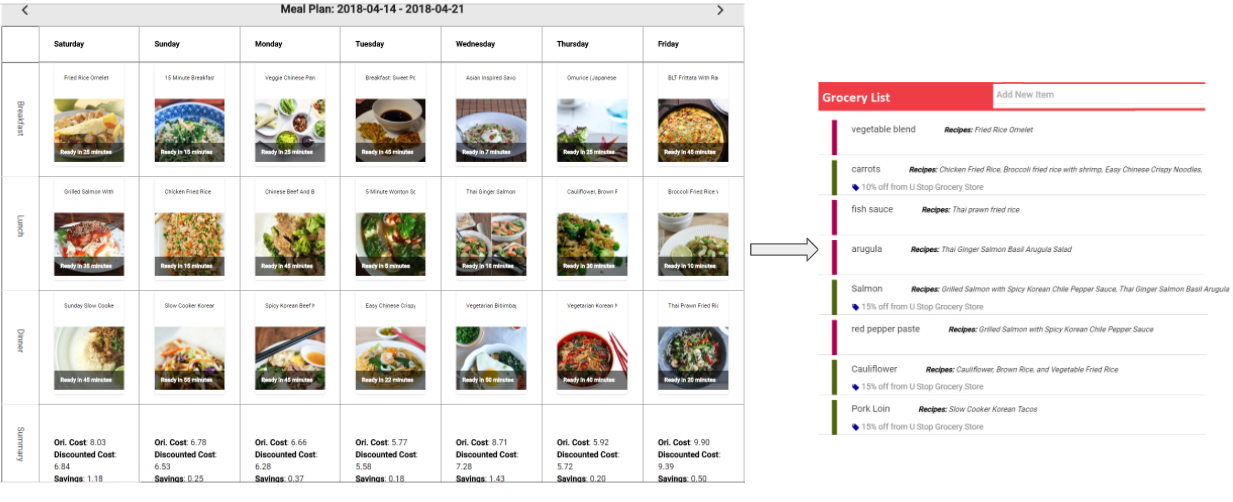 Meal Plan: 2018-04-14 - 2018-04-21
Saturday Sunday Monday Tuesday Wednesday Thursday Friday
Breakfast
Fried Rice Omelet 15 Minute Breakfast Veggie Chinese Pan Breakfast: Sweet Po Asian Inspired Savo Omurice (Japanese BLT Frittata With Ra
Ready in 25 minutes Ready in 15 minutes Ready in 25 minutes Ready in 45 minutes Ready in 7 minutes Ready in 25 minutes Ready in 45 minutes
Lunch
Grilled Salmon With Chicken Fried Rice Chinese Beef And B 5 Minute Wonton So Thai Ginger Salmon Cauliflower, Brown F Broccoli Fried Rice
Ready in 35 minutes Ready in 15 minutes Ready in 45 minutes Ready in 5 minutes Ready in 18 minutes Ready in 30 minutes Ready in 10 minutes
Dinner
Sunday Slow Cooke Slow Cooker Korean Spicy Korean Beef Easy Chinese Crispy Vegetarian Bibimbap Vegetarian Korean Thai Prawn Fried Ric
Ready in 45 minutes Ready in 55 minutes Ready in 45 minutes Ready in 22 minutes Ready in 50 minutes Ready in 40 minutes Ready in 20 minutes
Summary
Ori. Cost: 8.03 Ori. Cost: 6.78 Ori. Cost: 6.66 Ori. Cost: 5.77 Ori. Cost: 8.71 Ori. Cost: 5.92 Ori. Cost: 9.90
Discounted Cost: Discounted Cost: Discounted Cost: Discounted Cost: Discounted Cost: Discounted Cost: Discounted Cost:
6.84 6.53 6.28 5.58 7.28 5.72 9.39
Savings: 1.18 Savings: 0.25 Savings: 0.37 Savings: 0.18 Savings: 1.43 Savings: 0.20 Savings: 0.50
Grocery List Add New Item
vegetable blend Recipes: Fried Rice Omelet
carrots Recipes: Chicken Fried Rice, Broccoli fried rice with shrimp, Easy Chinese Crispy Noodles,
10% off from U Stop Grocery Store
fish sauce Recipes: Thai prawn fried rice
arugula Recipes: Thai Ginger Salmon Basil Arugula Salad
Salmon Recipes: Grilled Salmon with Spicy Korean Chile Pepper Sauce, Thai Ginger Salmon Basil Arugula
15% off from U Stop Grocery Store
red pepper paste Recipes: Grilled Salmon with Spicy Korean Chile Pepper Sauce
Cauliflower Recipes: Cauliflower, Brown Rice, and Vegetable Fried Rice
15% off from U Stop Grocery Store
Pork Loin Recipes: Slow Cooker Korean Tacos
15% off from U Stop Grocery Store